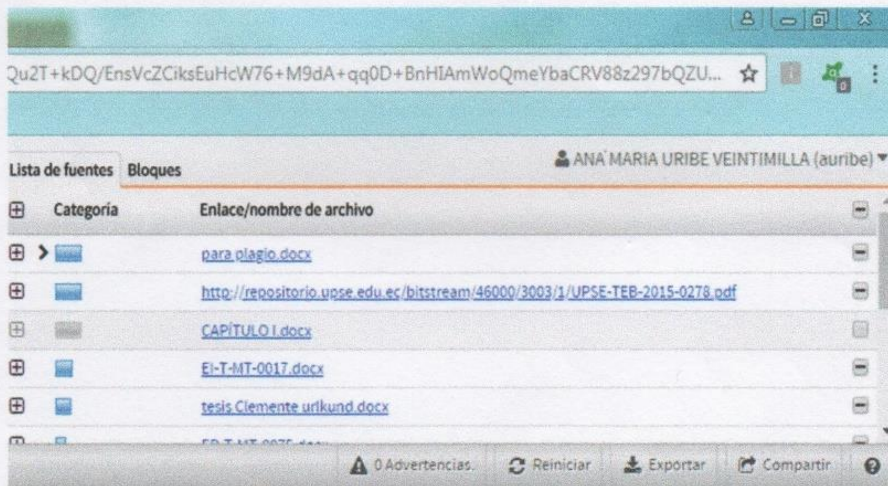 Qu2T+kDQ/EnsVcZCiksEuHcW76+M9dA+qq0D+BnHIAmWoQmeYbaCRV88z297bQZU...
0
Lista de fuentes Bloques ANA MARIA URIBE VEINTIMILLA (auribe)
Categoría Enlace/nombre de archivo
para plagio.docx
http://repositorio.upse.edu.ec/bitstream/46000/3003/1/UPSE-TEB-2015-0278.pdf
CAPÍTULO I.docx
EI-T-MT-0017.docx
tesis Clemente urlkund.docx
0 Advertencias. Reiniciar Exportar Compartir ?